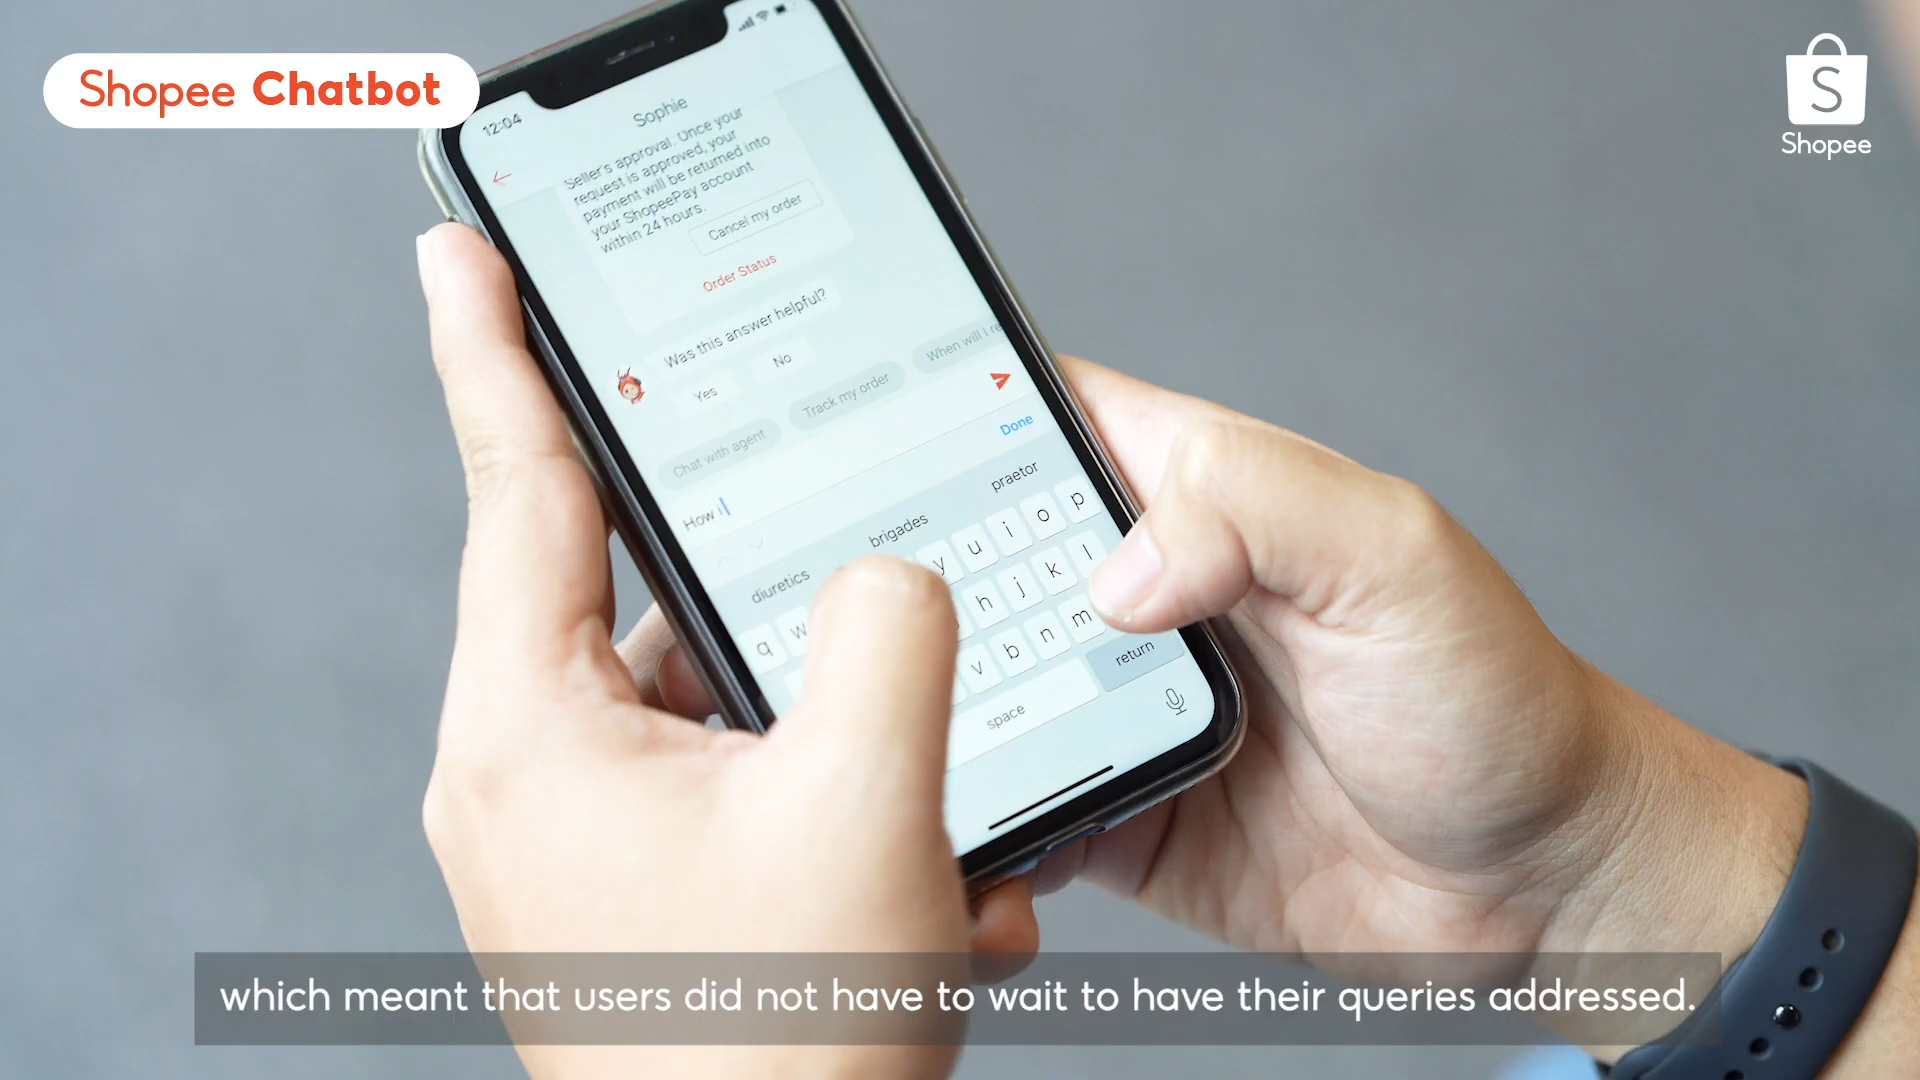 Shopee Chatbot
S
Shopee
12:04
Sophie
Seller's approval. Once your
request is approved, your
payment will be returned into
your ShopeePay account
within 24 hours.
Cancel my order
Order Status
Was this answer helpful?
Yes
No
Chat with agent
Track my order
When will I re
How i
Done
diuretics
brigades
praetor
q w y u i o p
h j k l
v b n m
space
return
which meant that users did not have to wait to have their queries addressed.